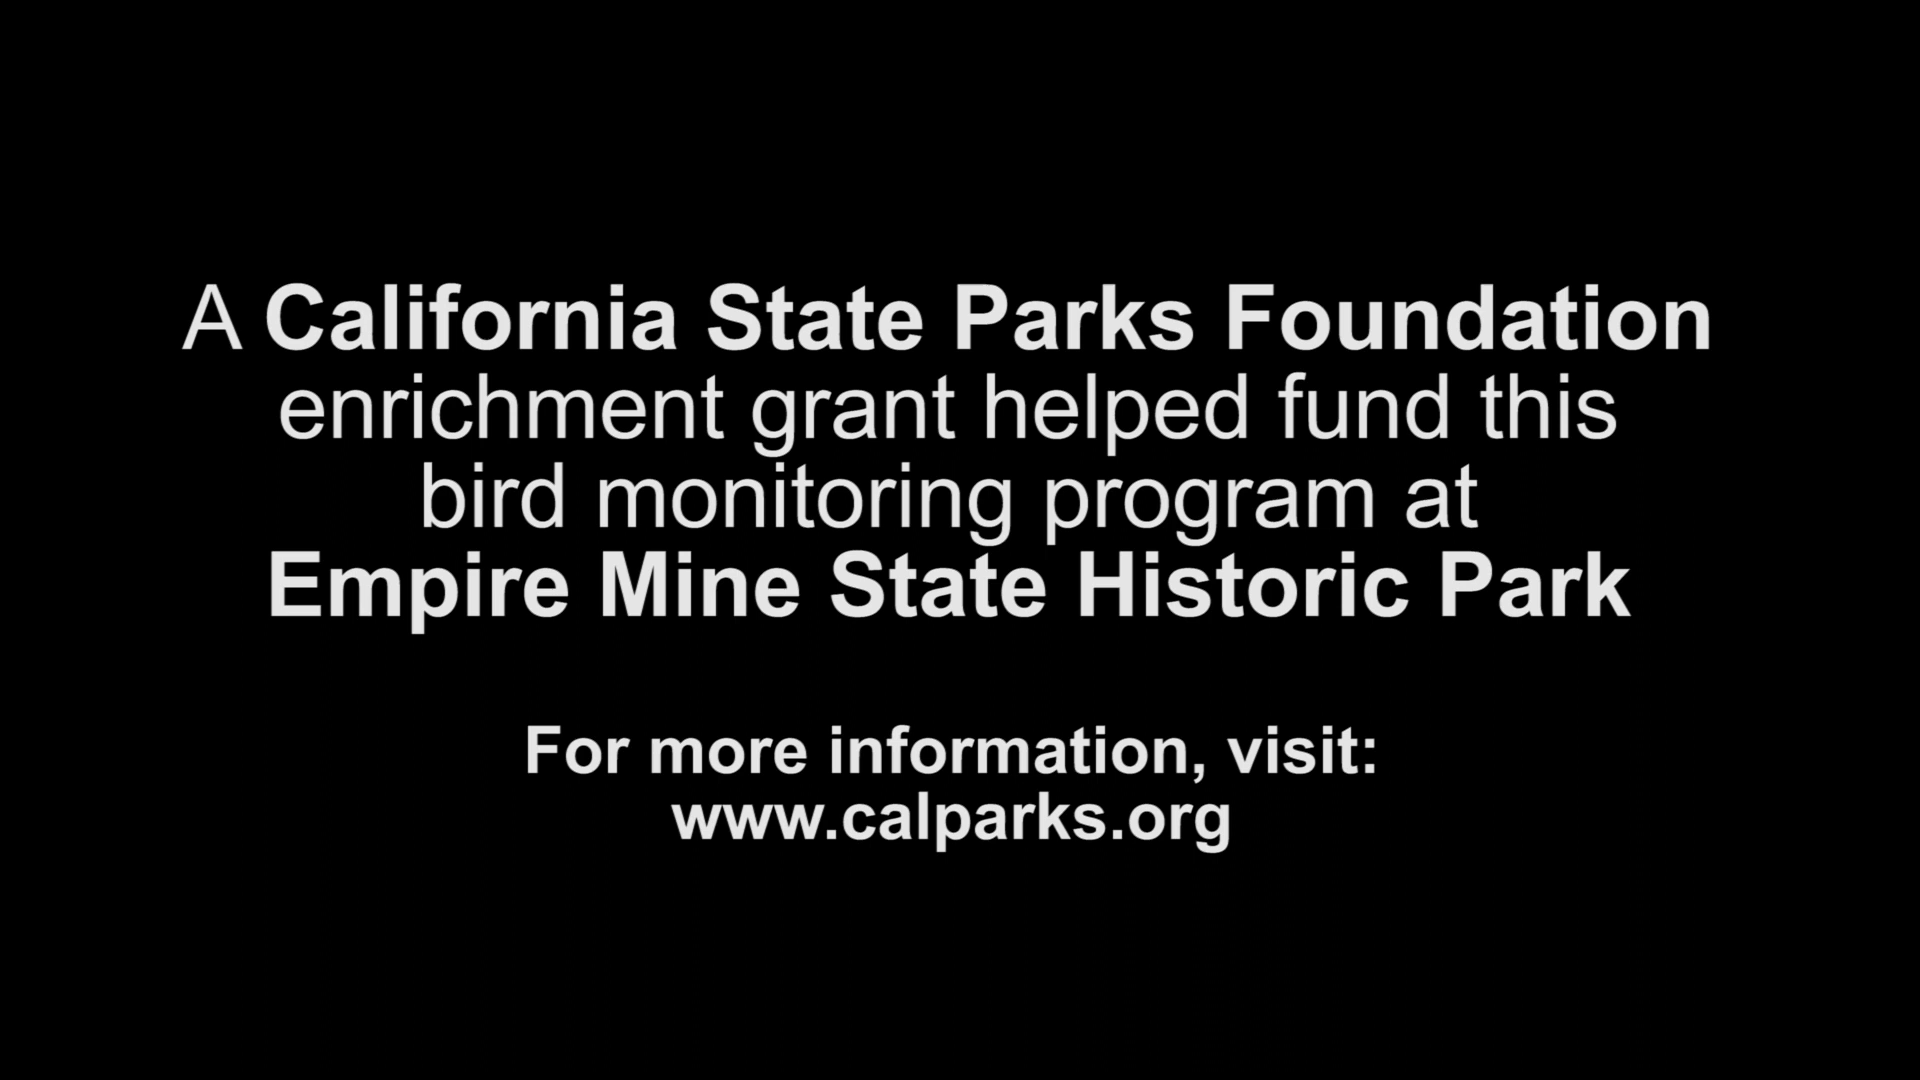 A California State Parks Foundation
enrichment grant helped fund this
bird monitoring program at
Empire Mine State Historic Park
For more information, visit:
www.calparks.org